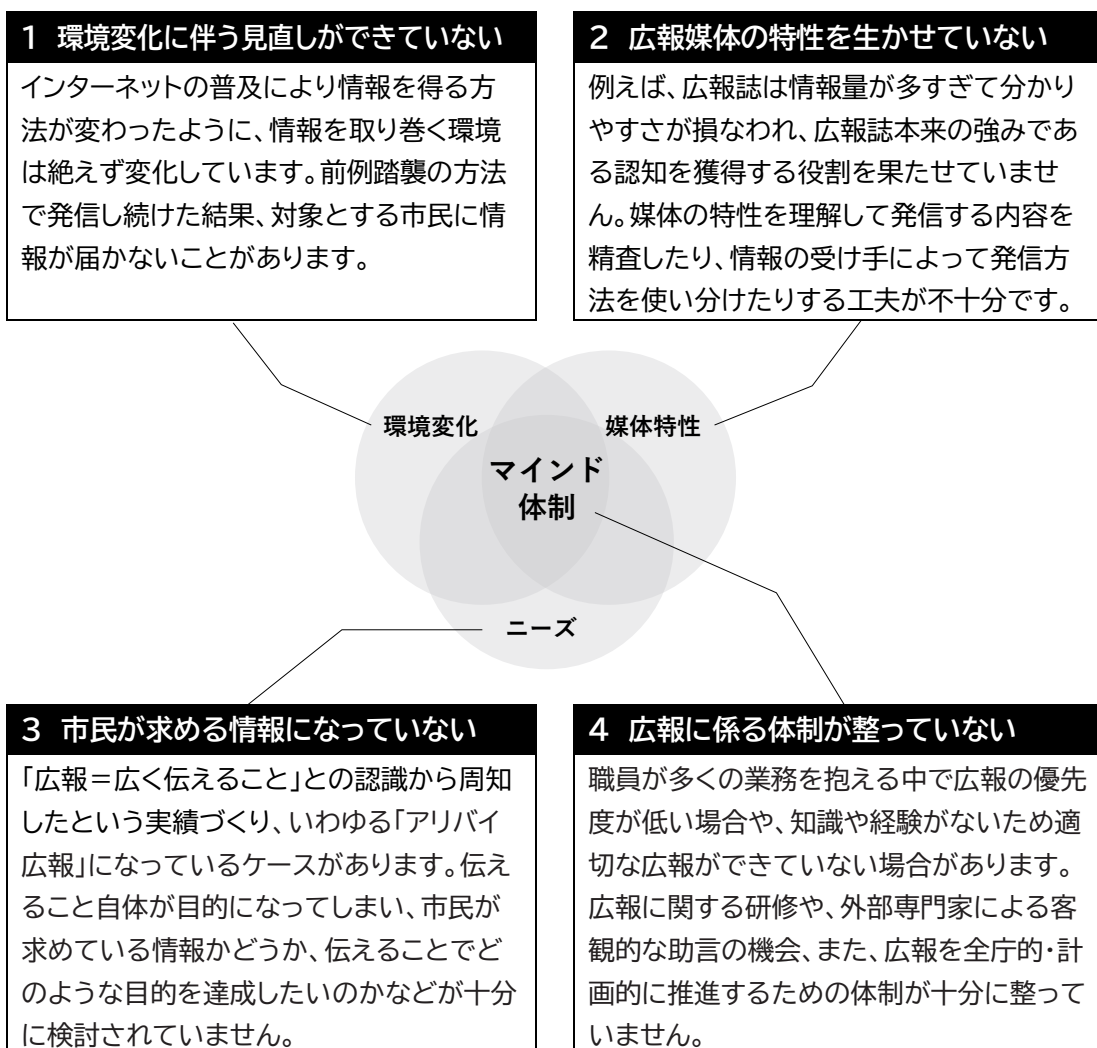 1 環境変化に伴う見直しができていない
インターネットの普及により情報を得る方
法が変わったように、情報を取り巻く環境
は絶えず変化しています。前例踏襲の方法
で発信し続けた結果、対象とする市民に情
報が届かないことがあります。
2 広報媒体の特性を生かせていない
例えば、広報誌は情報量が多すぎて分かり
やすさが損なわれ、広報誌本来の強みであ
る認知を獲得する役割を果たせていませ
ん。媒体の特性を理解して発信する内容を
精査したり、情報の受け手によって発信方
法を使い分けたりする工夫が不十分です。
環境変化
媒体特性
マインド
体制
ニーズ
3 市民が求める情報になっていない
「広報=広く伝えること」との認識から周知
したという実績づくり、いわゆる「アリバイ
広報」になっているケースがあります。伝え
ること自体が目的になってしまい、市民が
求めている情報かどうか、伝えることでど
のような目的を達成したいのかなどが十分
に検討されていません。
4 広報に係る体制が整っていない
職員が多くの業務を抱える中で広報の優先
度が低い場合や、知識や経験がないため適
切な広報ができていない場合があります。
広報に関する研修や、外部専門家による客
観的な助言の機会、また、広報を全庁的・計
画的に推進するための体制が十分に整って
いません。